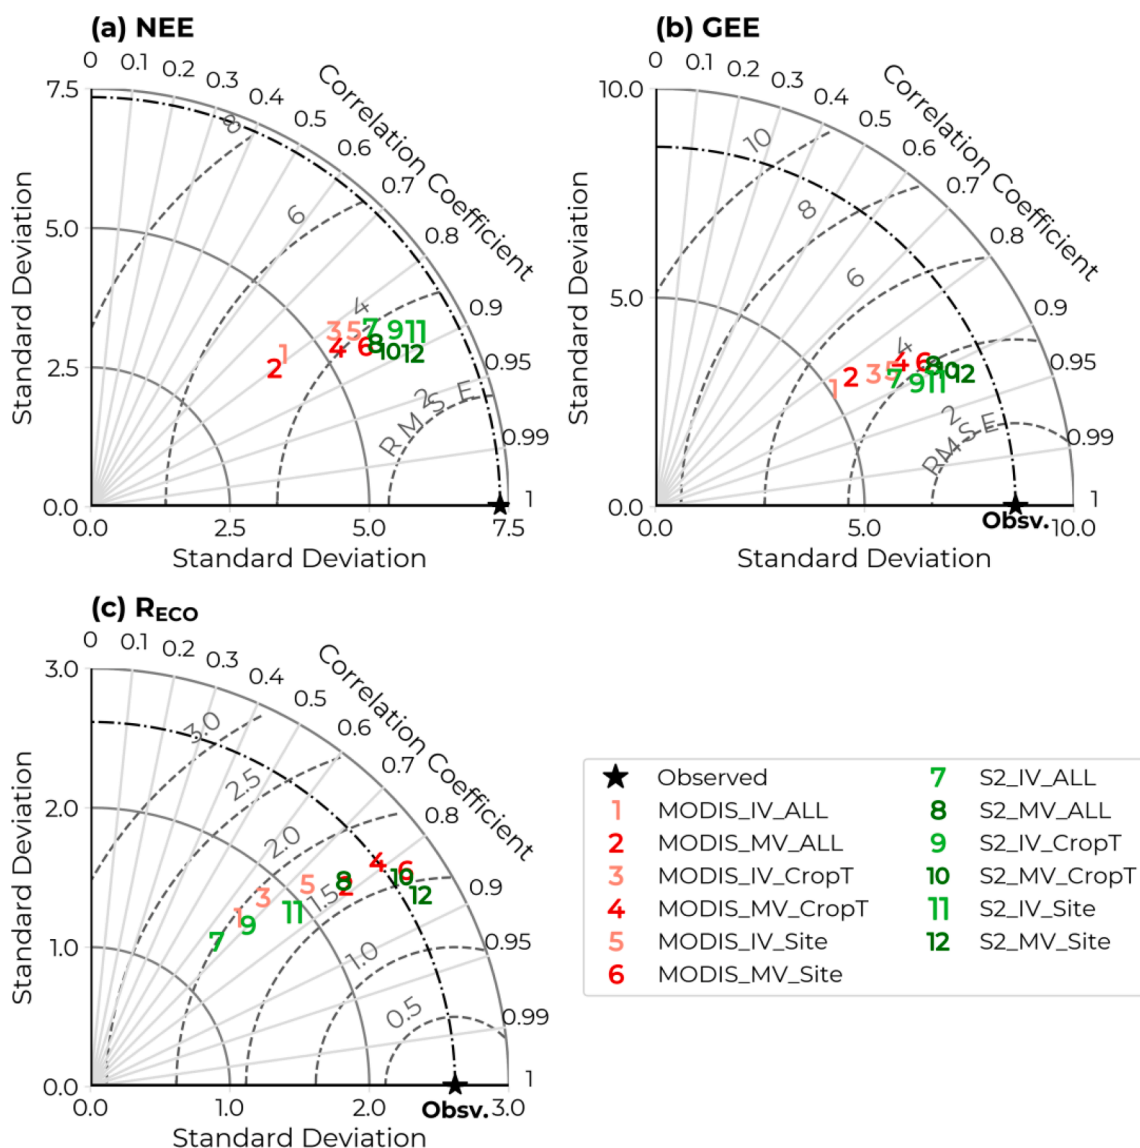 (a) NEE
0 0.1 0.2 0.3 0.4 0.5 0.6 0.7 0.8 0.9 0.95 0.99 1
Correlation Coefficient
7.5
5.0
2.5
0.0
Standard Deviation
8
6
4
2
RMSE
1 2 3 4 5 6 7 8 9 10 11 12
0.0 2.5 5.0 7.5
Standard Deviation
(b) GEE
0 0.1 0.2 0.3 0.4 0.5 0.6 0.7 0.8 0.9 0.95 0.99 1
Correlation Coefficient
10.0
5.0
0.0
Standard Deviation
10
8
6
4
2
RMSE
1 2 3 4 5 6 7 8 9 10 11 12
0.0 5.0 Obsv. 10.0
Standard Deviation
(c) RECO
0 0.1 0.2 0.3 0.4 0.5 0.6 0.7 0.8 0.9 0.95 0.99 1
Correlation Coefficient
3.0
2.0
1.0
0.0
Standard Deviation
3.0
2.5
2.0
1.5
1.0
0.5
1 2 3 4 5 6 7 8 9 10 11 12
0.0 1.0 2.0 Obsv. 3.0
Standard Deviation
Observed
1 MODIS_IV_ALL
2 MODIS_MV_ALL
3 MODIS_IV_CropT
4 MODIS_MV_CropT
5 MODIS_IV_Site
6 MODIS_MV_Site
7 S2_IV_ALL
8 S2_MV_ALL
9 S2_IV_CropT
10 S2_MV_CropT
11 S2_IV_Site
12 S2_MV_Site